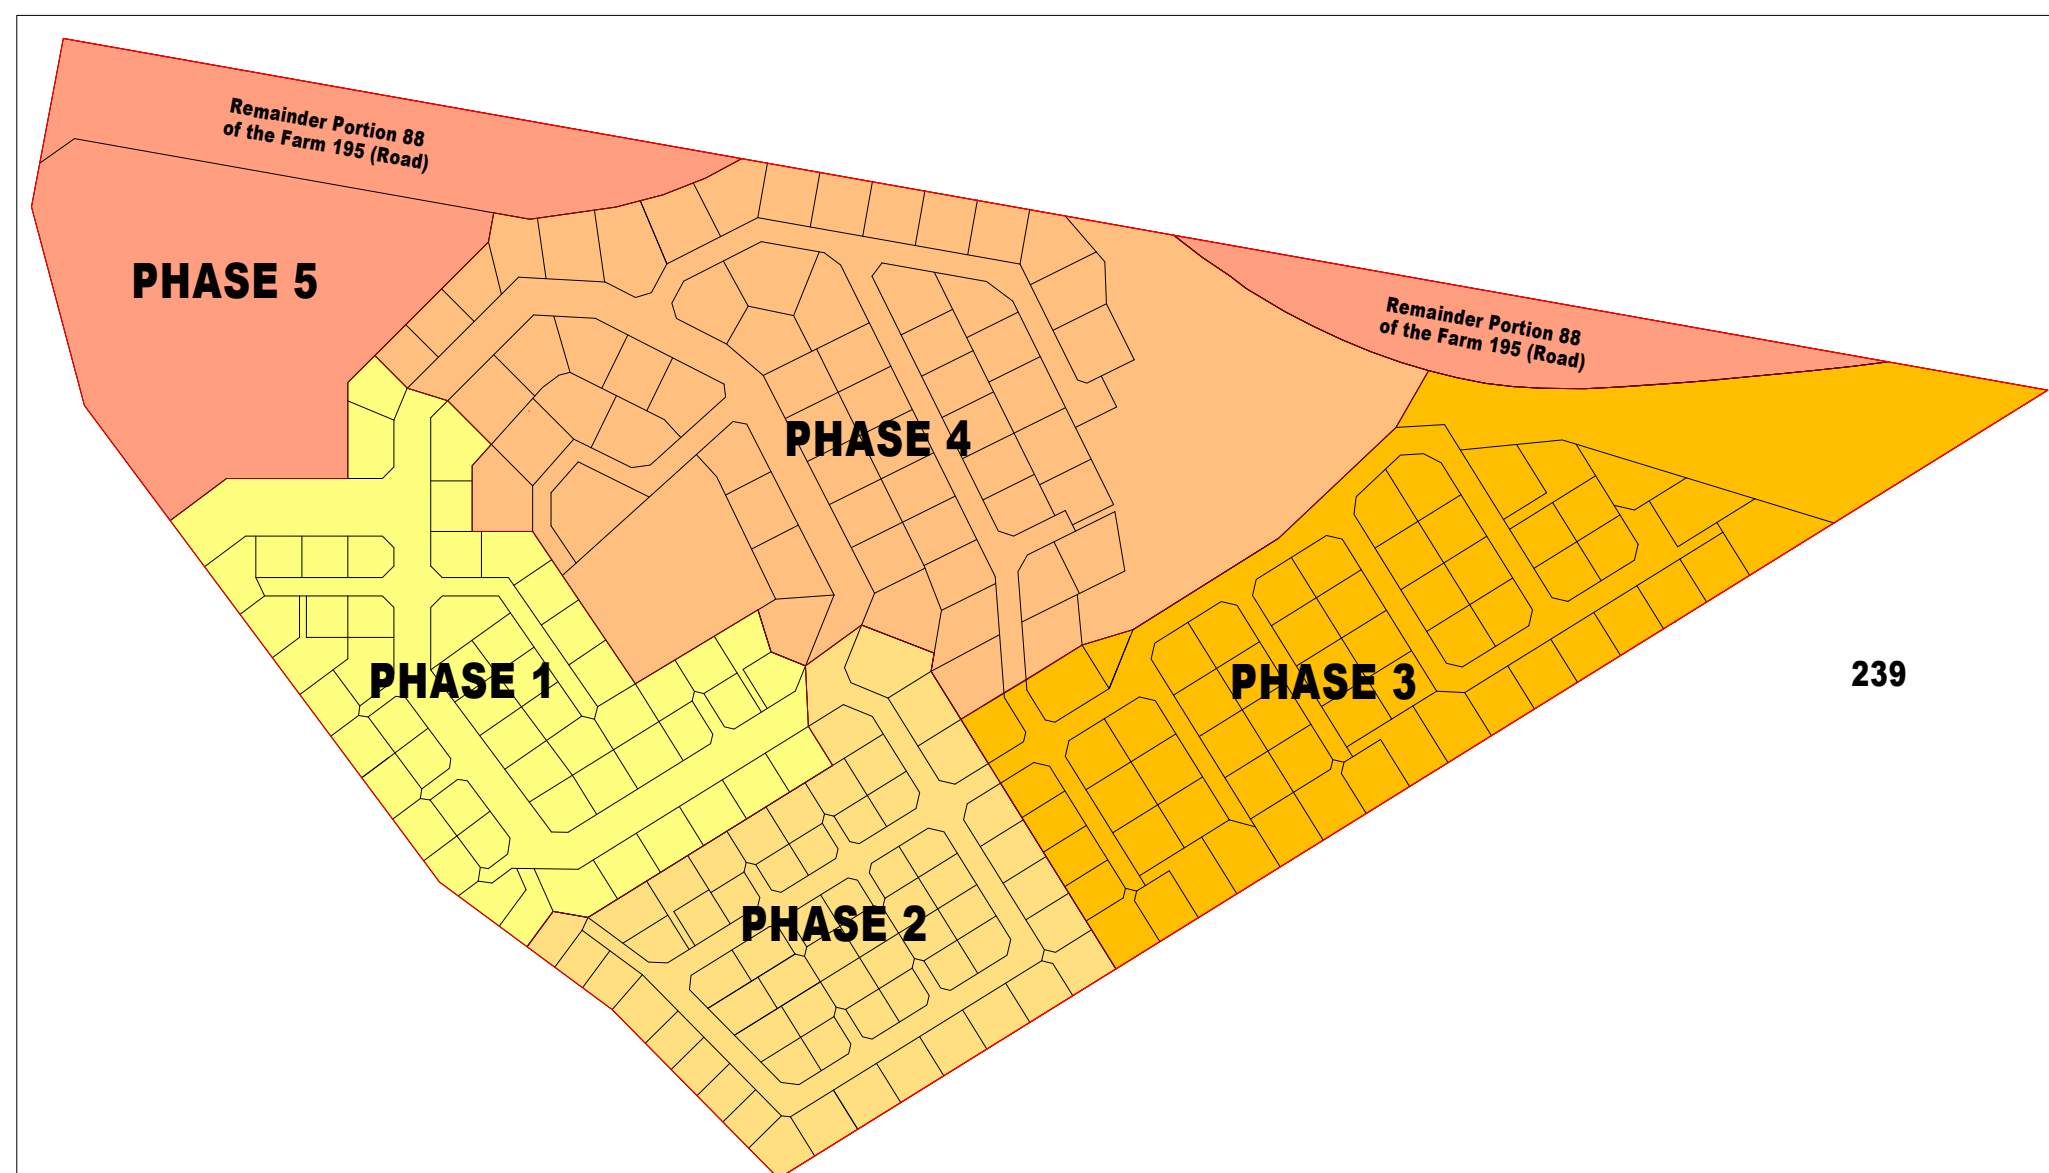 Remainder Portion 88
of the Farm 195 (Road)
PHASE 5
Remainder Portion 88
of the Farm 195 (Road)
PHASE 4
PHASE 1
PHASE 3
239
PHASE 2